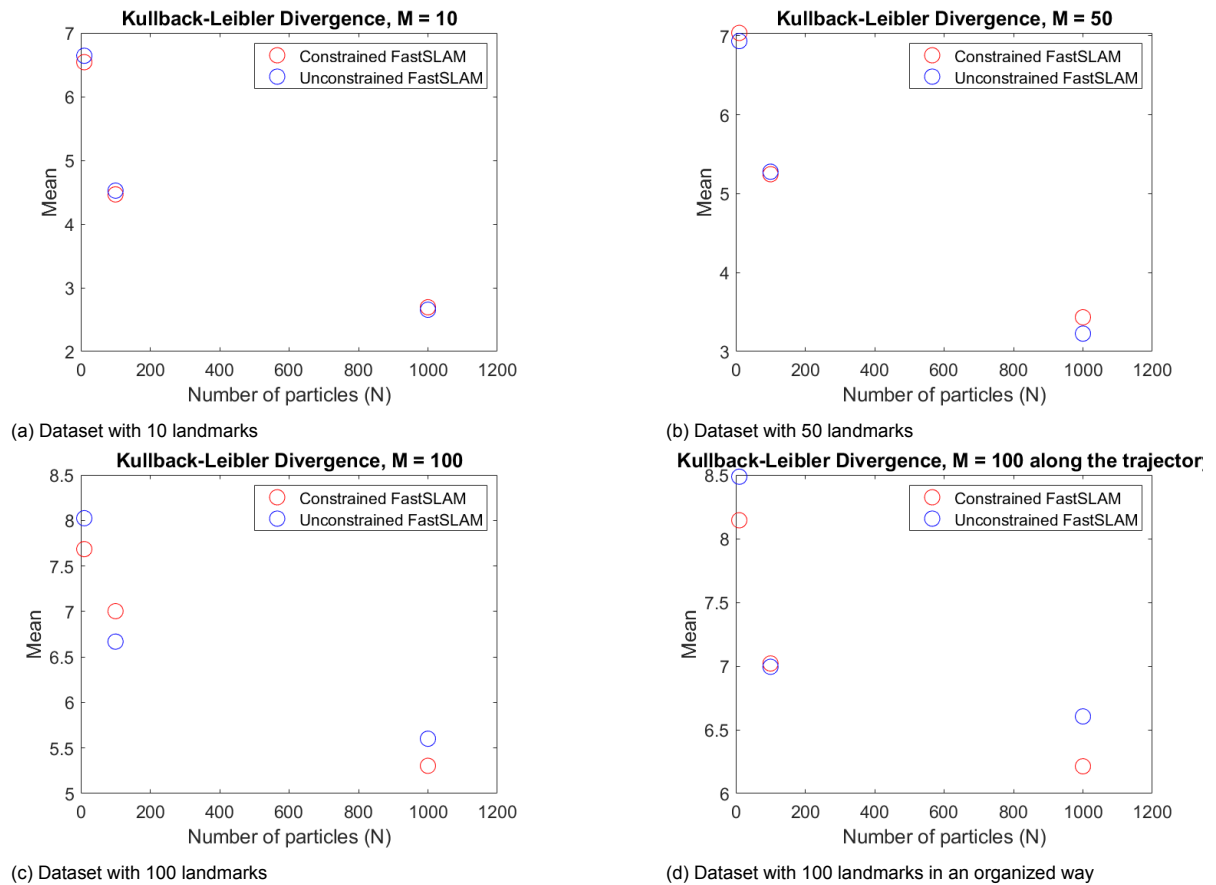 Kullback-Leibler Divergence, M = 10
7
6
5
4
3
2
Mean
Constrained FastSLAM
Unconstrained FastSLAM
0 200 400 600 800 1000 1200
Number of particles (N)
(a) Dataset with 10 landmarks
Kullback-Leibler Divergence, M = 50
7
6
5
4
3
Mean
Constrained FastSLAM
Unconstrained FastSLAM
0 200 400 600 800 1000 1200
Number of particles (N)
(b) Dataset with 50 landmarks
Kullback-Leibler Divergence, M = 100
8.5
8
7.5
7
6.5
6
5.5
5
Mean
Constrained FastSLAM
Unconstrained FastSLAM
0 200 400 600 800 1000 1200
Number of particles (N)
(c) Dataset with 100 landmarks
Kullback-Leibler Divergence, M = 100 along the trajectory
8.5
8
7.5
7
6.5
6
Mean
Constrained FastSLAM
Unconstrained FastSLAM
0 200 400 600 800 1000 1200
Number of particles (N)
(d) Dataset with 100 landmarks in an organized way